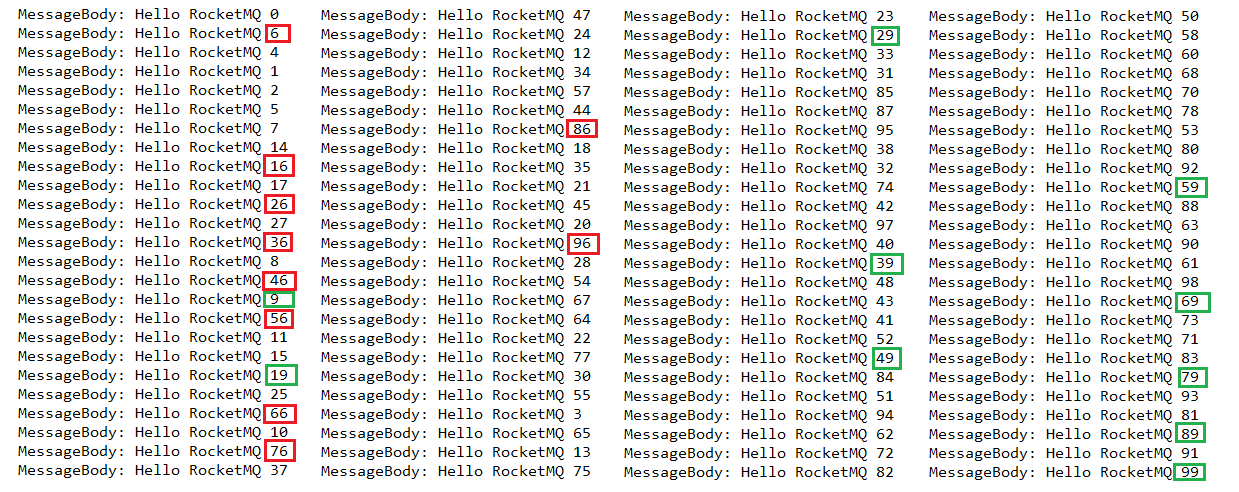 MessageBody: Hello RocketMQ 0
MessageBody: Hello RocketMQ 6
MessageBody: Hello RocketMQ 4
MessageBody: Hello RocketMQ 1
MessageBody: Hello RocketMQ 2
MessageBody: Hello RocketMQ 5
MessageBody: Hello RocketMQ 7
MessageBody: Hello RocketMQ 14
MessageBody: Hello RocketMQ 16
MessageBody: Hello RocketMQ 17
MessageBody: Hello RocketMQ 26
MessageBody: Hello RocketMQ 27
MessageBody: Hello RocketMQ 36
MessageBody: Hello RocketMQ 8
MessageBody: Hello RocketMQ 46
MessageBody: Hello RocketMQ 9
MessageBody: Hello RocketMQ 56
MessageBody: Hello RocketMQ 11
MessageBody: Hello RocketMQ 15
MessageBody: Hello RocketMQ 19
MessageBody: Hello RocketMQ 25
MessageBody: Hello RocketMQ 66
MessageBody: Hello RocketMQ 10
MessageBody: Hello RocketMQ 76
MessageBody: Hello RocketMQ 37
MessageBody: Hello RocketMQ 47
MessageBody: Hello RocketMQ 24
MessageBody: Hello RocketMQ 12
MessageBody: Hello RocketMQ 34
MessageBody: Hello RocketMQ 57
MessageBody: Hello RocketMQ 44
MessageBody: Hello RocketMQ 86
MessageBody: Hello RocketMQ 18
MessageBody: Hello RocketMQ 35
MessageBody: Hello RocketMQ 21
MessageBody: Hello RocketMQ 45
MessageBody: Hello RocketMQ 20
MessageBody: Hello RocketMQ 96
MessageBody: Hello RocketMQ 28
MessageBody: Hello RocketMQ 54
MessageBody: Hello RocketMQ 67
MessageBody: Hello RocketMQ 64
MessageBody: Hello RocketMQ 22
MessageBody: Hello RocketMQ 77
MessageBody: Hello RocketMQ 30
MessageBody: Hello RocketMQ 55
MessageBody: Hello RocketMQ 3
MessageBody: Hello RocketMQ 65
MessageBody: Hello RocketMQ 13
MessageBody: Hello RocketMQ 75
MessageBody: Hello RocketMQ 23
MessageBody: Hello RocketMQ 29
MessageBody: Hello RocketMQ 33
MessageBody: Hello RocketMQ 31
MessageBody: Hello RocketMQ 85
MessageBody: Hello RocketMQ 87
MessageBody: Hello RocketMQ 95
MessageBody: Hello RocketMQ 38
MessageBody: Hello RocketMQ 32
MessageBody: Hello RocketMQ 74
MessageBody: Hello RocketMQ 42
MessageBody: Hello RocketMQ 97
MessageBody: Hello RocketMQ 40
MessageBody: Hello RocketMQ 39
MessageBody: Hello RocketMQ 48
MessageBody: Hello RocketMQ 43
MessageBody: Hello RocketMQ 41
MessageBody: Hello RocketMQ 52
MessageBody: Hello RocketMQ 49
MessageBody: Hello RocketMQ 84
MessageBody: Hello RocketMQ 51
MessageBody: Hello RocketMQ 94
MessageBody: Hello RocketMQ 62
MessageBody: Hello RocketMQ 72
MessageBody: Hello RocketMQ 82
MessageBody: Hello RocketMQ 50
MessageBody: Hello RocketMQ 58
MessageBody: Hello RocketMQ 60
MessageBody: Hello RocketMQ 68
MessageBody: Hello RocketMQ 70
MessageBody: Hello RocketMQ 78
MessageBody: Hello RocketMQ 53
MessageBody: Hello RocketMQ 80
MessageBody: Hello RocketMQ 92
MessageBody: Hello RocketMQ 59
MessageBody: Hello RocketMQ 88
MessageBody: Hello RocketMQ 63
MessageBody: Hello RocketMQ 90
MessageBody: Hello RocketMQ 61
MessageBody: Hello RocketMQ 98
MessageBody: Hello RocketMQ 69
MessageBody: Hello RocketMQ 73
MessageBody: Hello RocketMQ 71
MessageBody: Hello RocketMQ 83
MessageBody: Hello RocketMQ 79
MessageBody: Hello RocketMQ 93
MessageBody: Hello RocketMQ 81
MessageBody: Hello RocketMQ 89
MessageBody: Hello RocketMQ 91
MessageBody: Hello RocketMQ 99